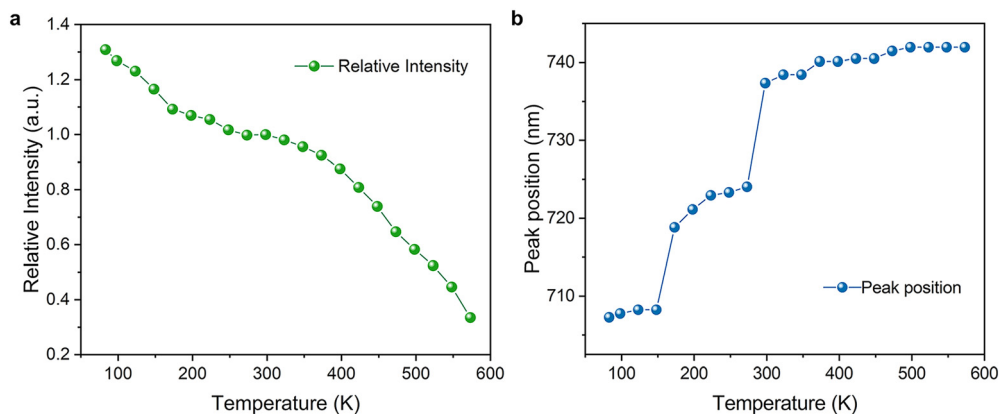 a
1.4
1.2
1.0
0.8
0.6
0.4
0.2
Relative Intensity (a.u.)
Relative Intensity
100 200 300 400 500 600
Temperature (K)
b
740
730
720
710
Peak position (nm)
Peak position
100 200 300 400 500 600
Temperature (K)